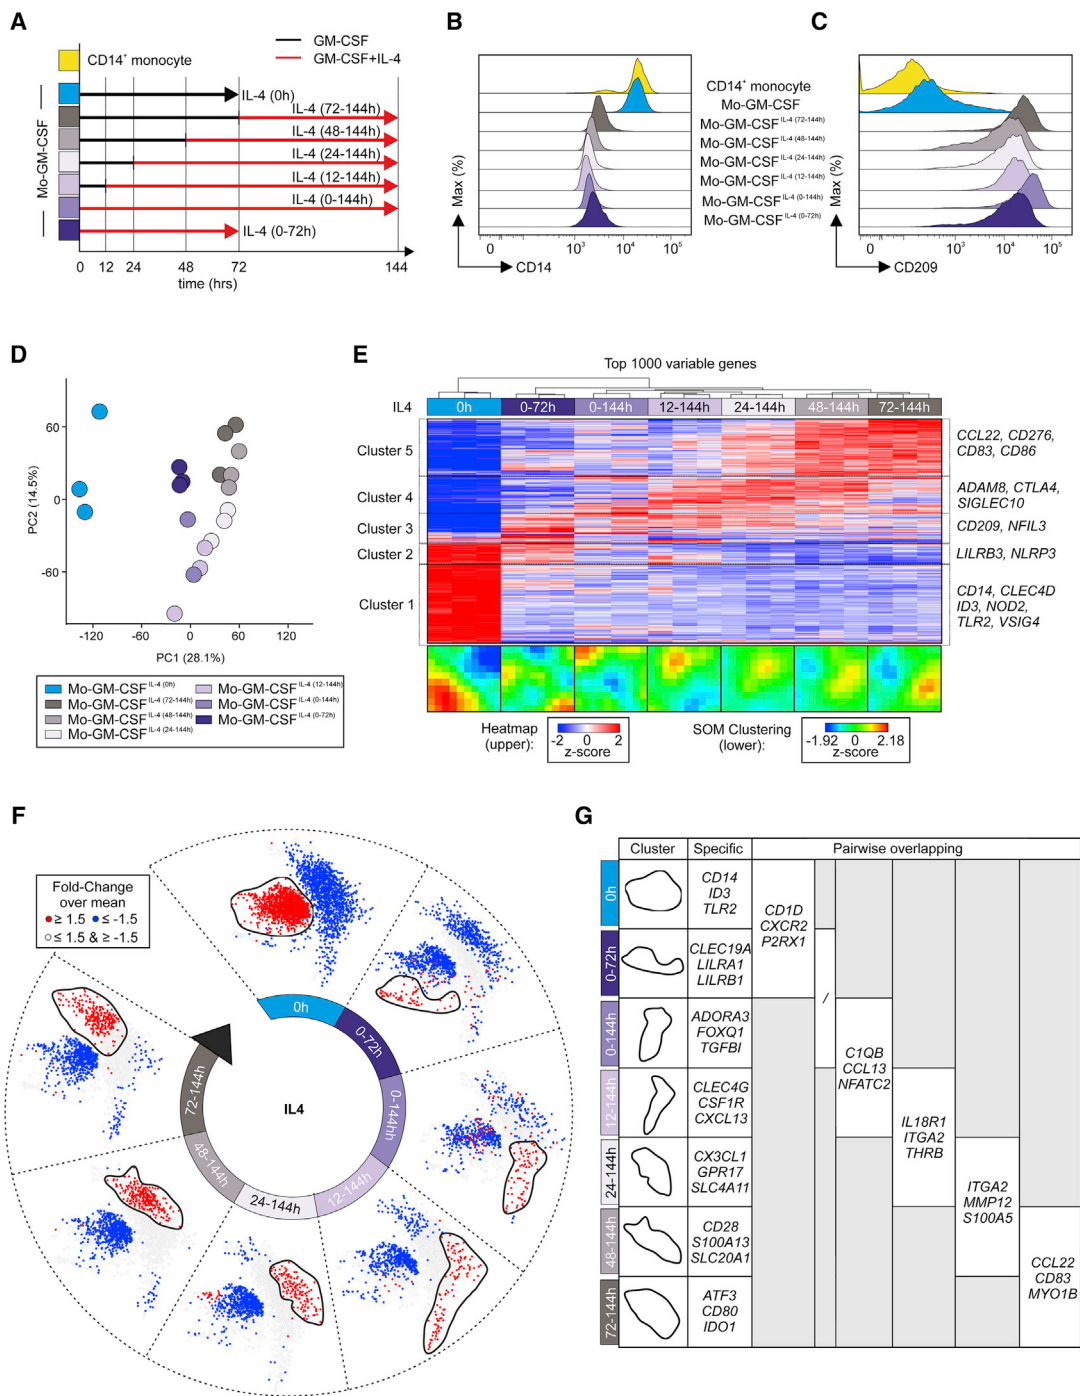 A
GM-CSF
GM-CSF+IL-4
CD14+ monocyte
Mo-GM-CSF
IL-4 (0h)
IL-4 (72-144h)
IL-4 (48-144h)
IL-4 (24-144h)
IL-4 (12-144h)
IL-4 (0-144h)
IL-4 (0-72h)
0 12 24 48 72 144
time (hrs)
B
Max (%)
10³ 10⁴ 10⁵
CD14
CD14+ monocyte
Mo-GM-CSF
Mo-GM-CSF IL-4 (72-144h)
Mo-GM-CSF IL-4 (48-144h)
Mo-GM-CSF IL-4 (24-144h)
Mo-GM-CSF IL-4 (12-144h)
Mo-GM-CSF IL-4 (0-144h)
Mo-GM-CSF IL-4 (0-72h)
C
Max (%)
0 10³ 10⁴ 10⁵
CD209
D
PC2 (14.5%)
60
0
-60
-120 -60 0 60 120
PC1 (28.1%)
Mo-GM-CSF IL-4 (0h)
Mo-GM-CSF IL-4 (72-144h)
Mo-GM-CSF IL-4 (48-144h)
Mo-GM-CSF IL-4 (24-144h)
Mo-GM-CSF IL-4 (12-144h)
Mo-GM-CSF IL-4 (0-144h)
Mo-GM-CSF IL-4 (0-72h)
E
Top 1000 variable genes
IL4 0h 0-72h 0-144h 12-144h 24-144h 48-144h 72-144h
Cluster 5
CCL22, CD276,
CD83, CD86
Cluster 4
ADAM8, CTLA4,
SIGLEC10
Cluster 3
CD209, NFIL3
Cluster 2
LILRB3, NLRP3
Cluster 1
CD14, CLEC4D
ID3, NOD2,
TLR2, VSIG4
Heatmap
(upper):
-2 0 2
z-score
SOM Clustering
(lower):
-1.92 0 2.18
z-score
F
Fold-Change
over mean
≥ 1.5 ≤ -1.5
≤ 1.5 & ≥ -1.5
0h
0-72h
0-144hh
12-144h
24-144h
48-144h
72-144h
IL4
G
Cluster Specific Pairwise overlapping
0h
CD14
ID3
TLR2
0-72h
CLEC19A
LILRA1
LILRB1
0-144h
ADORA3
FOXQ1
TGFBI
12-144h
CLEC4G
CSF1R
CXCL13
24-144h
CX3CL1
GPR17
SLC4A11
48-144h
CD28
S100A13
SLC20A1
72-144h
ATF3
CD80
IDO1
CD1D
CXCR2
P2RX1
/
C1QB
CCL13
NFATC2
IL18R1
ITGA2
THRB
ITGA2
MMP12
S100A5
CCL22
CD83
MYO1B